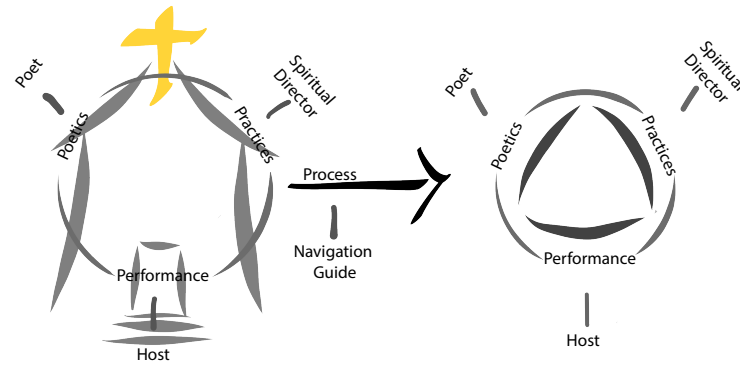 Poet
Spiritual
Director
Poetics
Practices
Performance
Host
Process
Navigation
Guide
Poet
Spiritual
Director
Poetics
Practices
Performance
Host